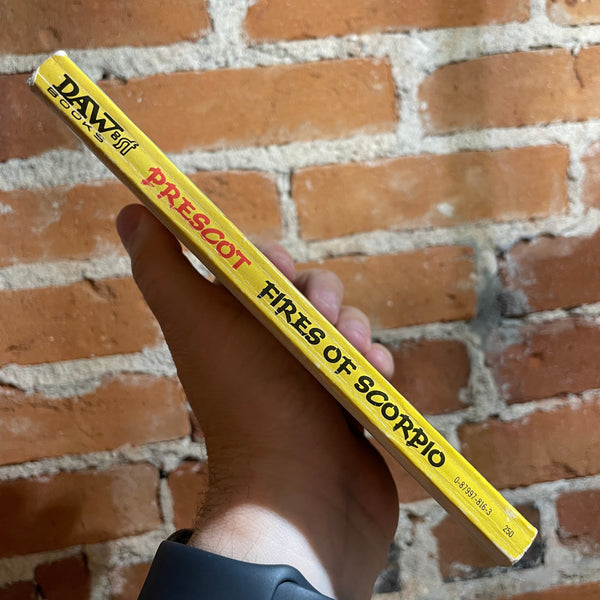 DAW sf
BOOKS
PRESCOT
FIRES OF SCORPIO
0-87997-816-3
250